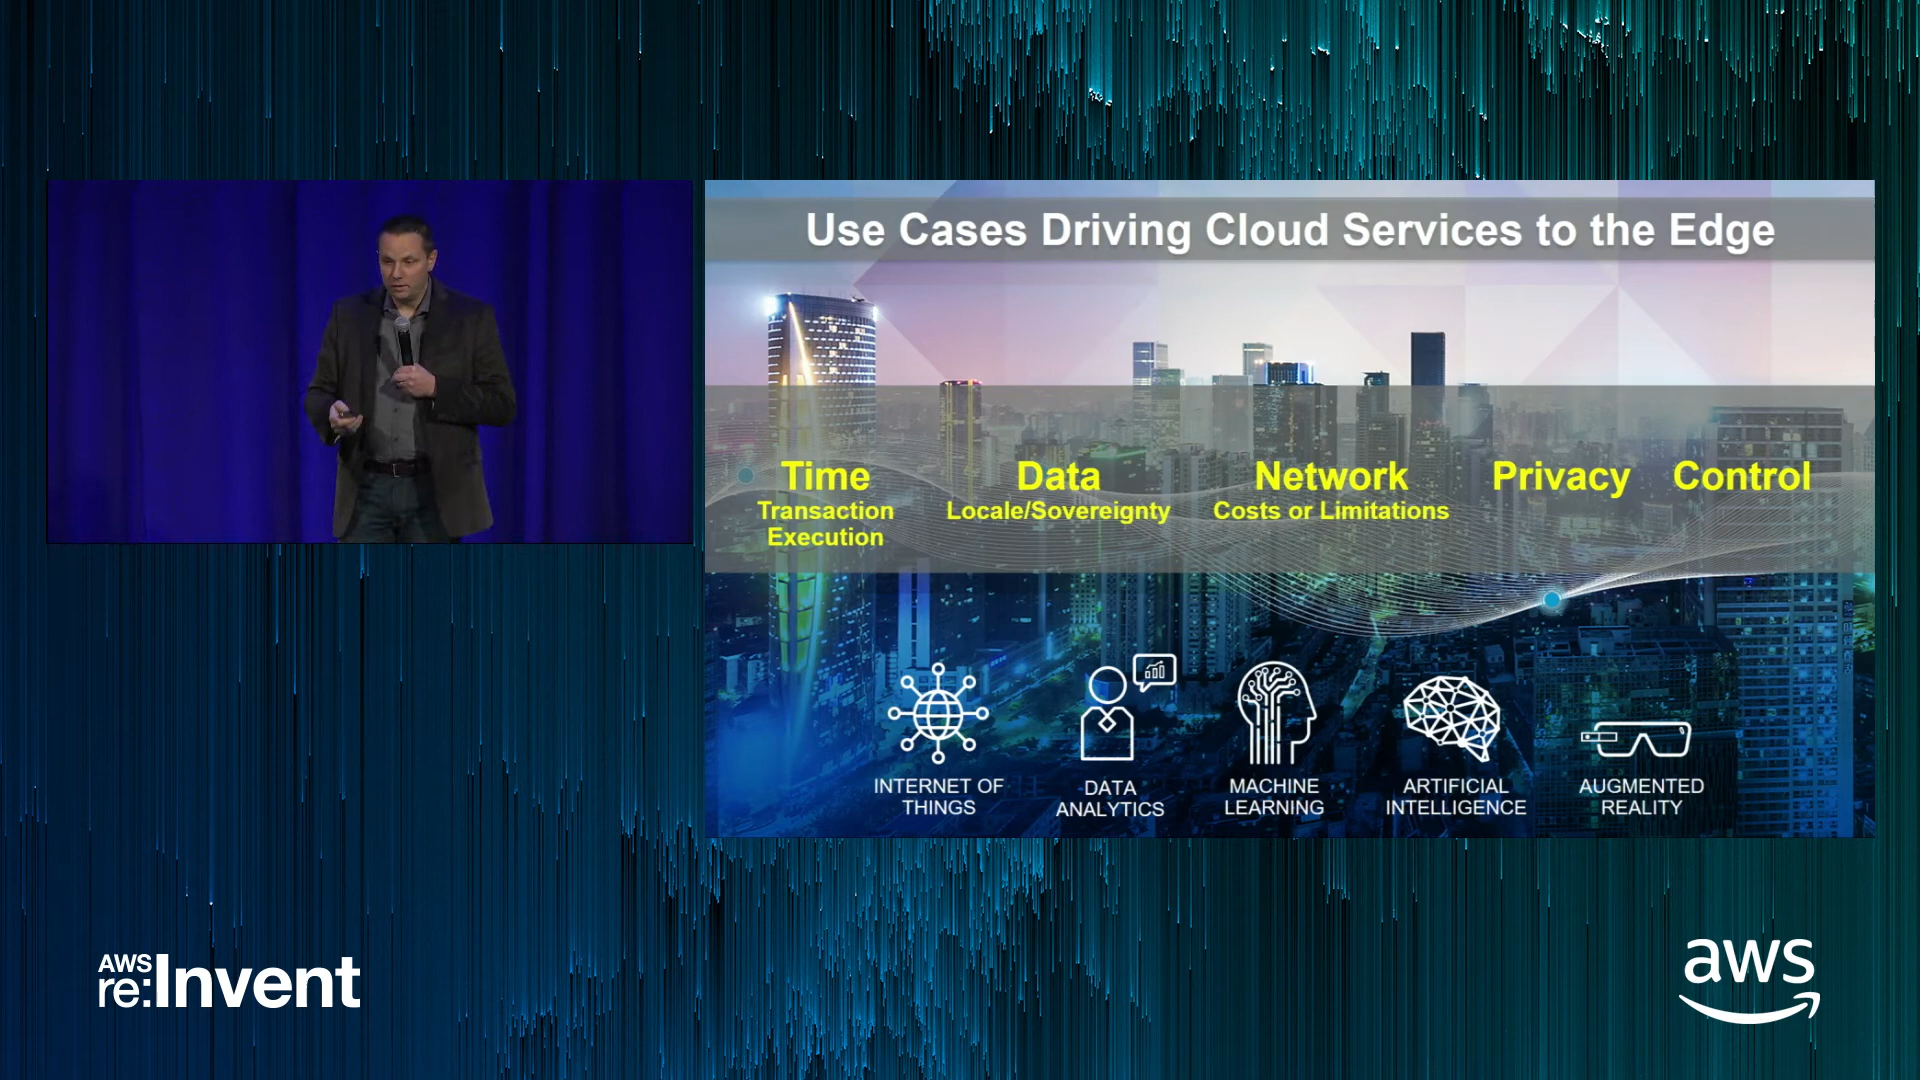 Use Cases Driving Cloud Services to the Edge
Time
Transaction
Execution
Data
Locale/Sovereignty
Network
Costs or Limitations
Privacy
Control
INTERNET OF
THINGS
DATA
ANALYTICS
MACHINE
LEARNING
ARTIFICIAL
INTELLIGENCE
AUGMENTED
REALITY
AWS
re:Invent
aws